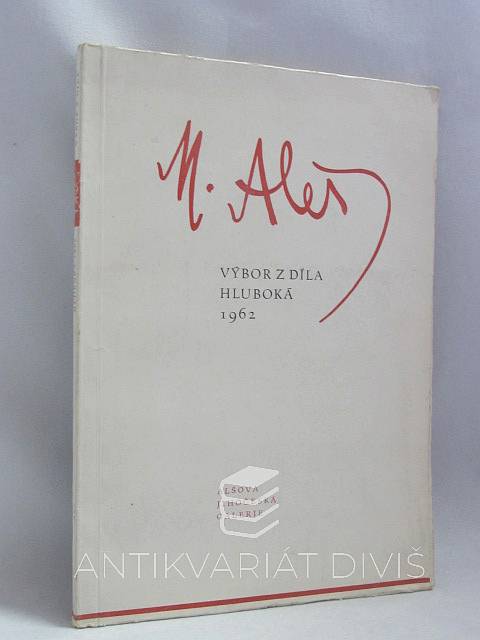 M. Aleš
VÝBOR Z DÍLA
HLUBOKÁ
1962
ALŠOVA
JIHOČESKÁ
GALERIE
ANTIKVARIÁT DIVIŠ